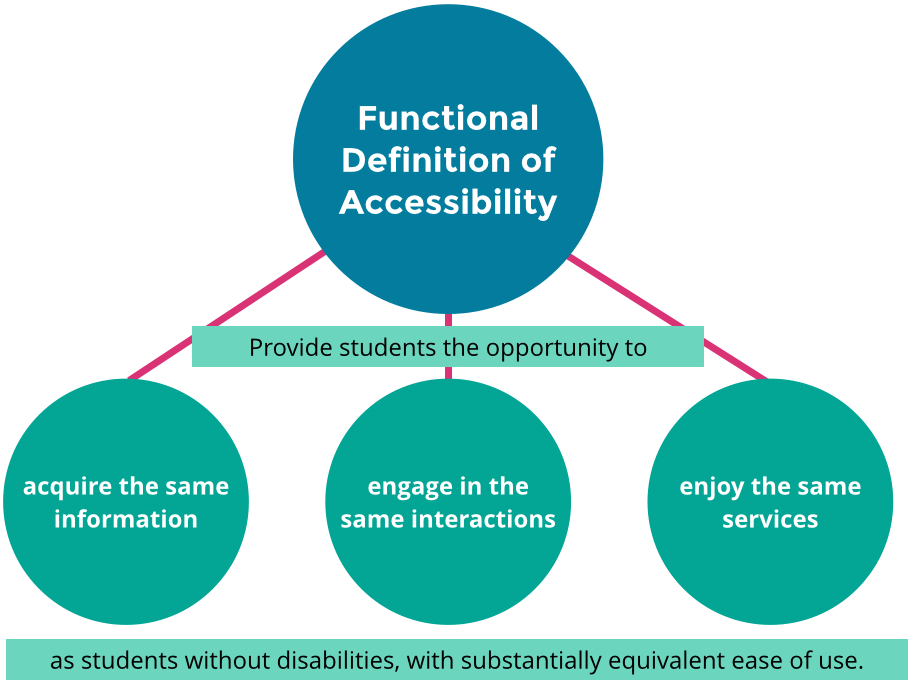 Functional
Definition of
Accessibility
Provide students the opportunity to
acquire the same
information
engage in the
same interactions
enjoy the same
services
as students without disabilities, with substantially equivalent ease of use.